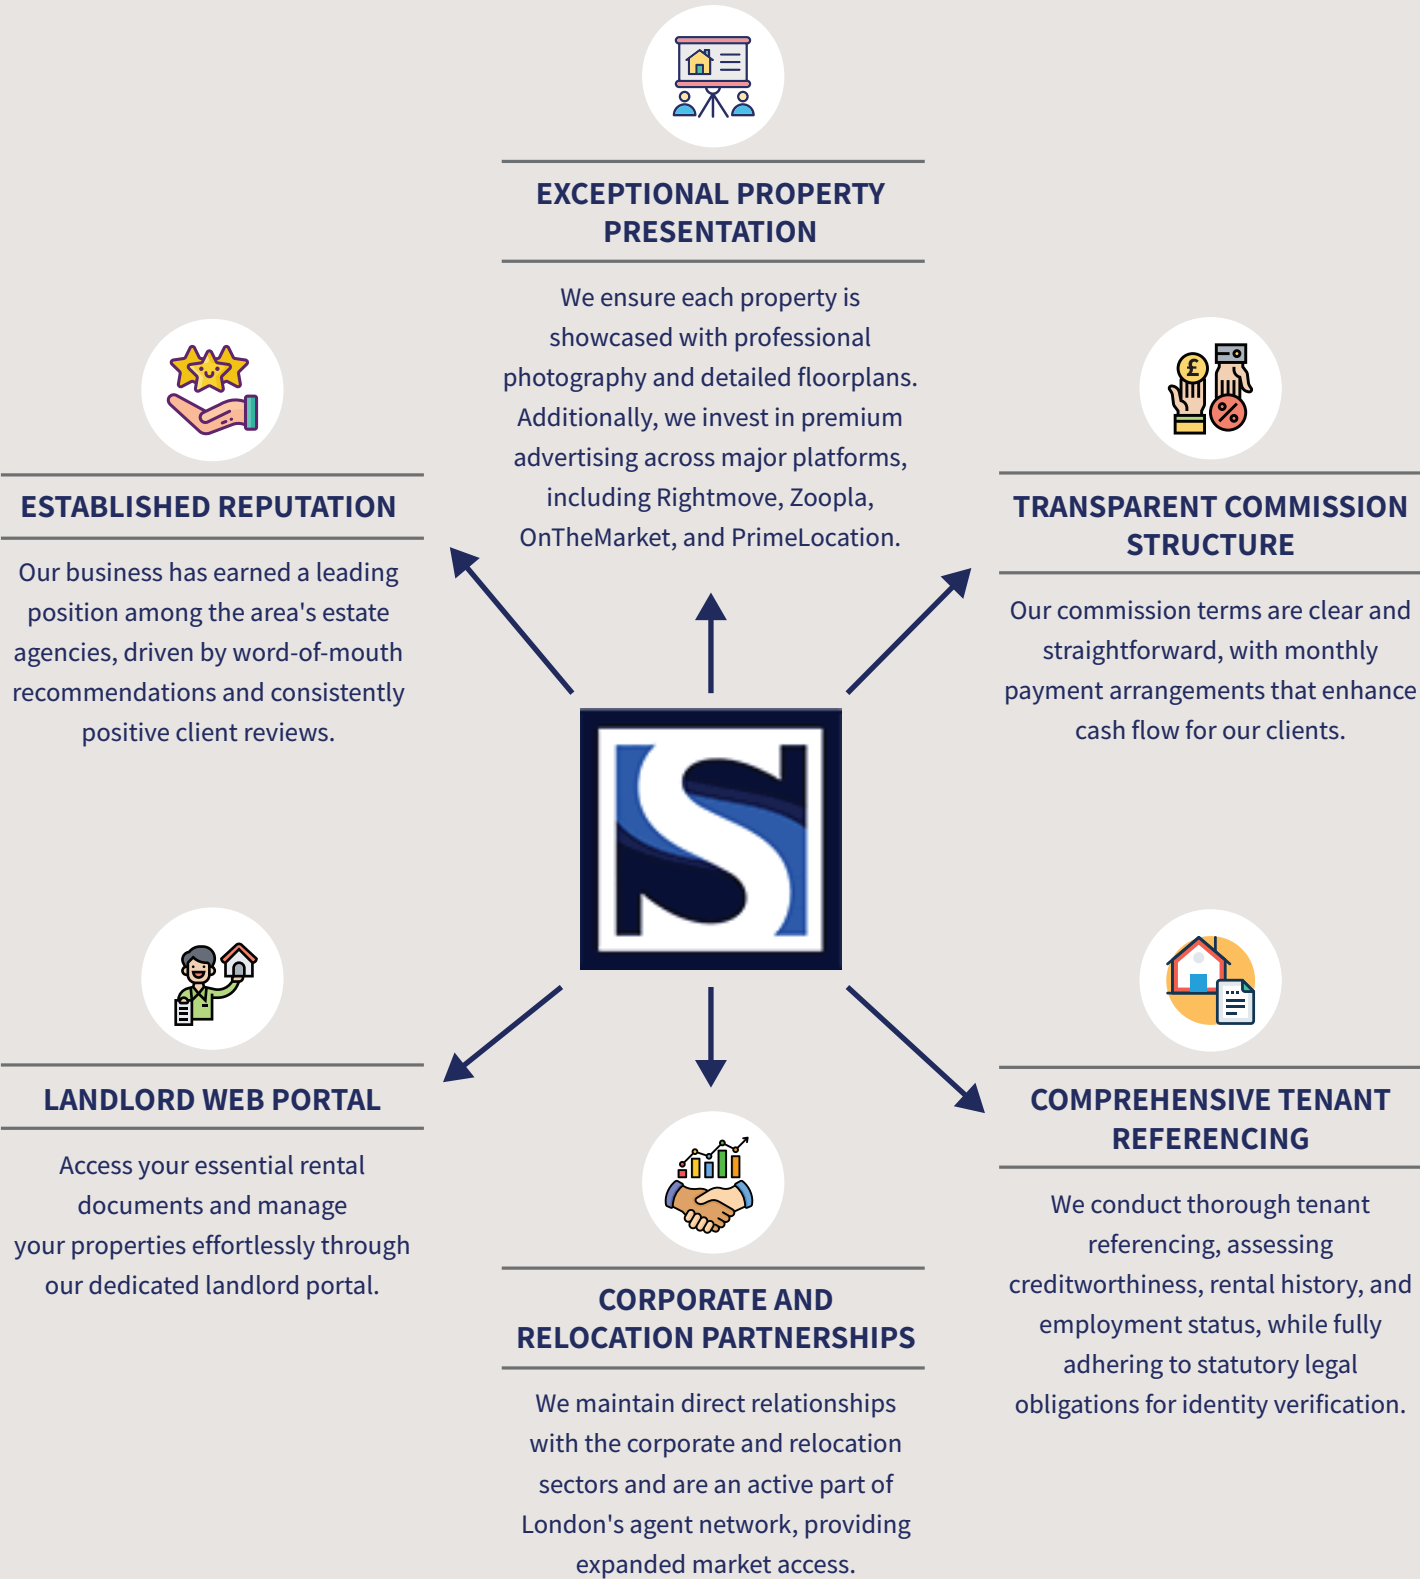 EXCEPTIONAL PROPERTY
PRESENTATION
We ensure each property is
showcased with professional
photography and detailed floorplans.
Additionally, we invest in premium
advertising across major platforms,
including Rightmove, Zoopla,
OnTheMarket, and PrimeLocation.
ESTABLISHED REPUTATION
Our business has earned a leading
position among the area's estate
agencies, driven by word-of-mouth
recommendations and consistently
positive client reviews.
£
%
TRANSPARENT COMMISSION
STRUCTURE
Our commission terms are clear and
straightforward, with monthly
payment arrangements that enhance
cash flow for our clients.
S
LANDLORD WEB PORTAL
Access your essential rental
documents and manage
your properties effortlessly through
our dedicated landlord portal.
CORPORATE AND
RELOCATION PARTNERSHIPS
We maintain direct relationships
with the corporate and relocation
sectors and are an active part of
London's agent network, providing
expanded market access.
COMPREHENSIVE TENANT
REFERENCING
We conduct thorough tenant
referencing, assessing
creditworthiness, rental history, and
employment status, while fully
adhering to statutory legal
obligations for identity verification.